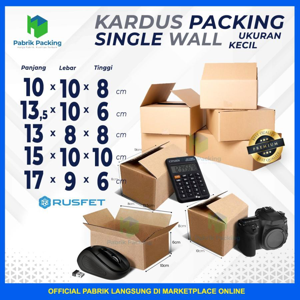 Pabrik Packing
KARDUS PACKING
SINGLE WALL
UKURAN
KECIL
Panjang Lebar Tinggi
10 x 10 x 8 cm
13,5 x 10 x 6 cm
13 x 8 x 8 cm
15 x 10 x 10 cm
17 x 9 x 6 cm
RUSFET
PREMIUM
OFFICIAL PABRIK LANGSUNG DI MARKETPLACE ONLINE